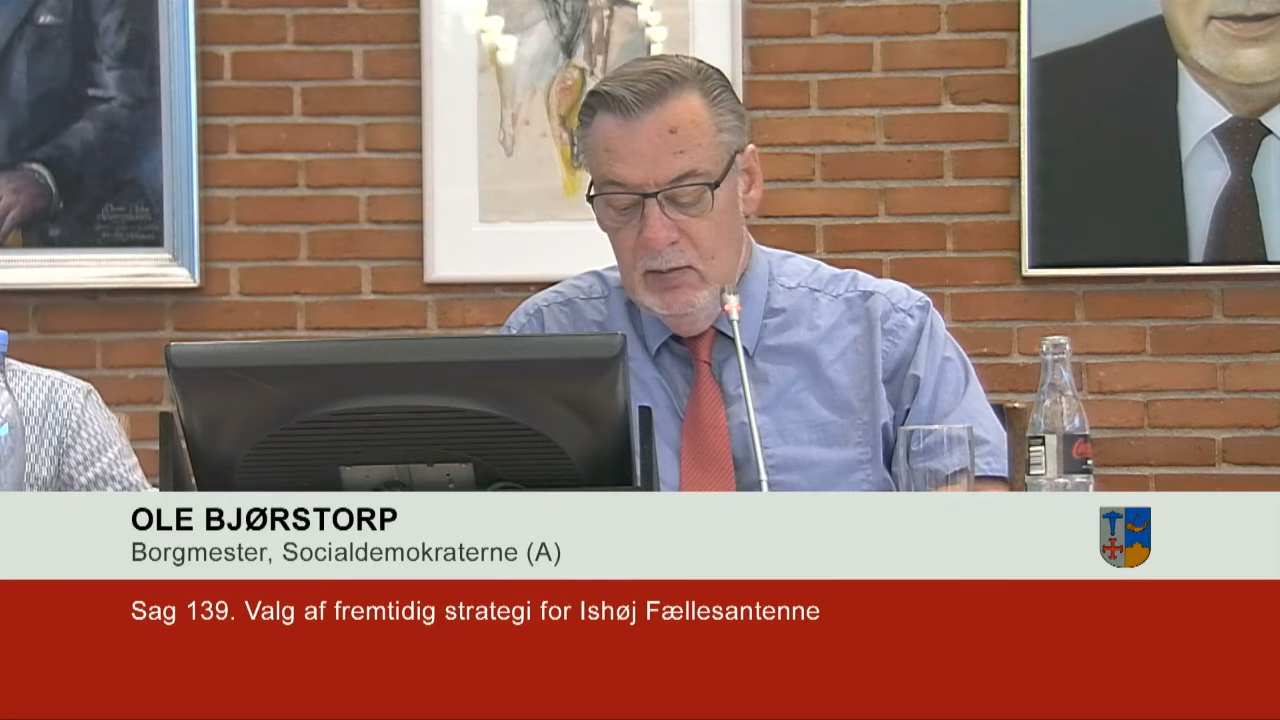 OLE BJØRSTORP
Borgmester, Socialdemokraterne (A)
Sag 139. Valg af fremtidig strategi for Ishøj Fællesantenne